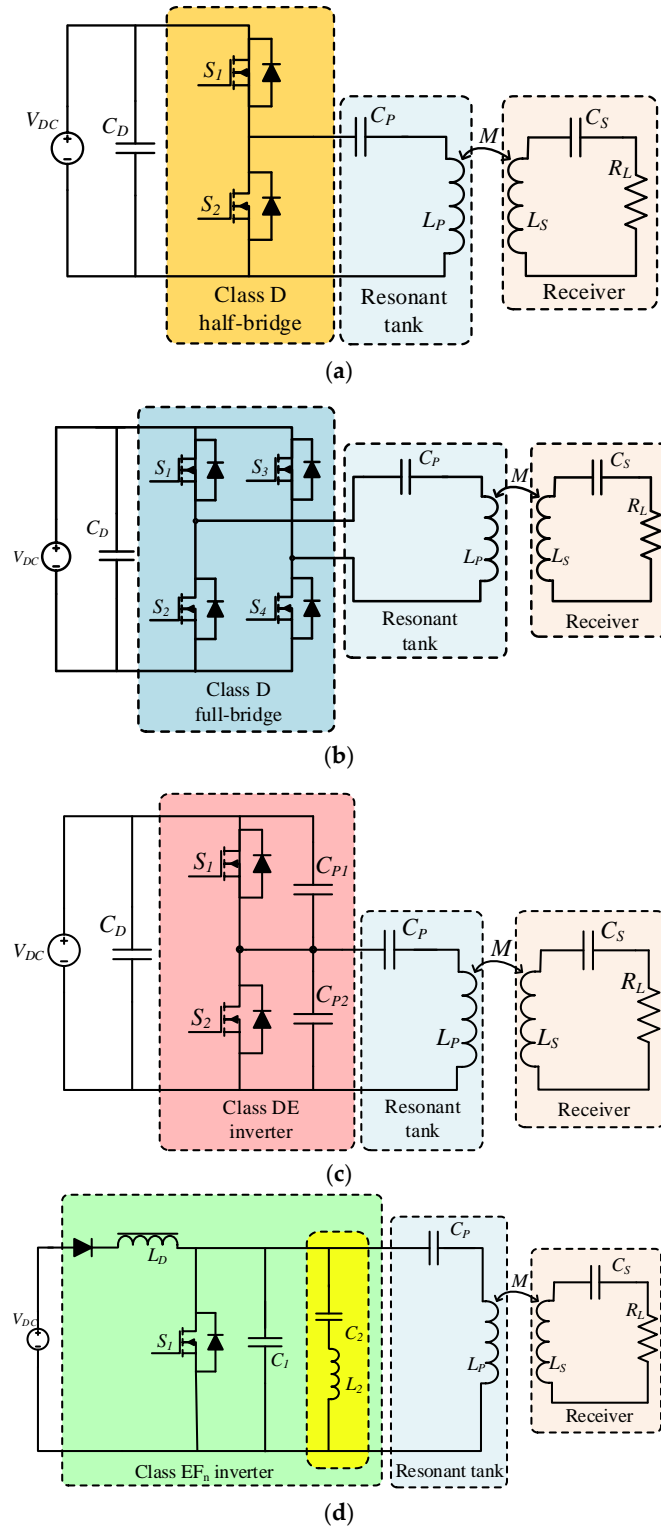 S1
VDC
CD
CP
M
CS
RL
S2
LP
LS
Class D
half-bridge
Resonant
tank
Receiver
(a)
S1
S3
CP
M
CS
CD
RL
VDC
LP
LS
S2
S4
Resonant
tank
Receiver
Class D
full-bridge
(b)
S1
CP1
CD
CP
M
CS
VDC
S2
CP2
RL
LP
LS
Class DE
inverter
Resonant
tank
Receiver
(c)
LD
CP
M
CS
VDC
S1
C1
C2
RL
L2
LP
LS
Receiver
Class EFn inverter
Resonant tank
(d)